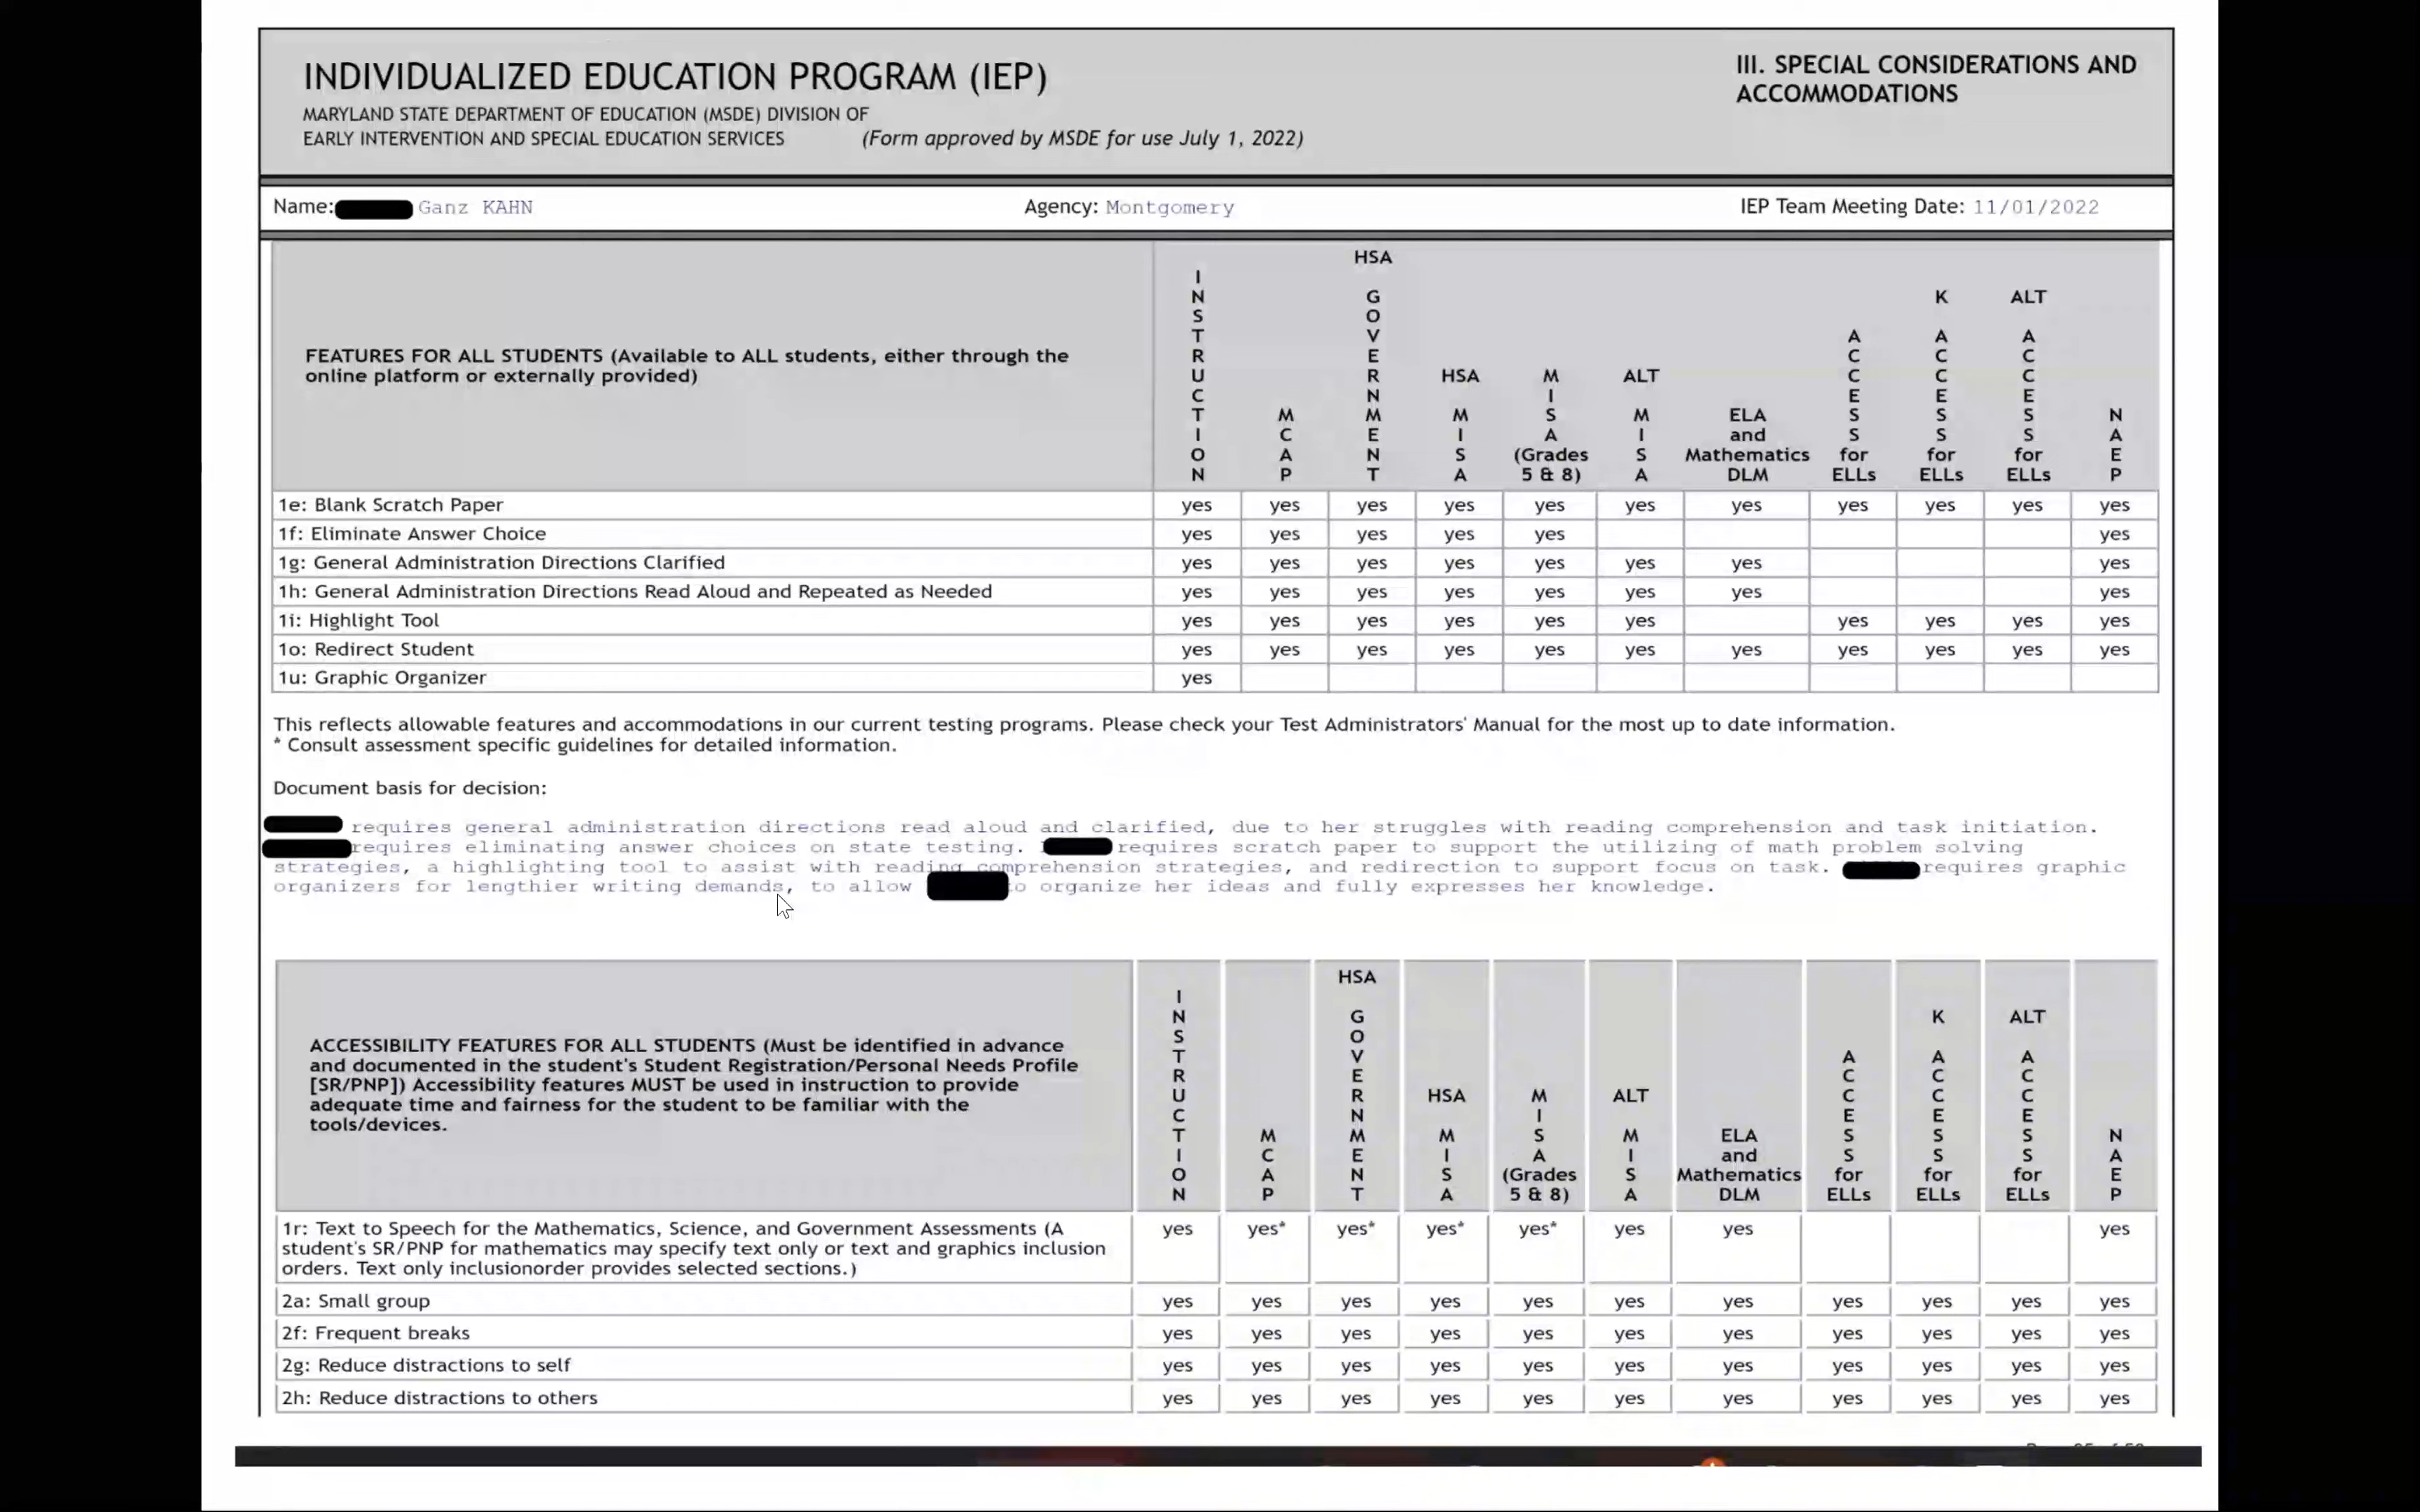 INDIVIDUALIZED EDUCATION PROGRAM (IEP)
MARYLAND STATE DEPARTMENT OF EDUCATION (MSDE) DIVISION OF
EARLY INTERVENTION AND SPECIAL EDUCATION SERVICES (Form approved by MSDE for use July 1, 2022)
III. SPECIAL CONSIDERATIONS AND
ACCOMMODATIONS
Name: Ganz KAHN Agency: Montgomery IEP Team Meeting Date: 11/01/2022
FEATURES FOR ALL STUDENTS (Available to ALL students, either through the
online platform or externally provided)
INSTRUCTION
MCAP
HSA GOVERNMENT
HSA MISA
MISA (Grades 5 & 8)
ALT MISA
ELA and Mathematics DLM
ACCESS for ELLs
K ACCESS for ELLs
ALT ACCESS for ELLs
NAEP
1e: Blank Scratch Paper yes yes yes yes yes yes yes yes yes yes yes
1f: Eliminate Answer Choice yes yes yes yes yes yes
1g: General Administration Directions Clarified yes yes yes yes yes yes yes yes
1h: General Administration Directions Read Aloud and Repeated as Needed yes yes yes yes yes yes yes yes
1i: Highlight Tool yes yes yes yes yes yes yes yes yes yes
1o: Redirect Student yes yes yes yes yes yes yes yes yes yes yes
1u: Graphic Organizer yes
This reflects allowable features and accommodations in our current testing programs. Please check your Test Administrators' Manual for the most up to date information.
* Consult assessment specific guidelines for detailed information.
Document basis for decision:
requires general administration directions read aloud and clarified, due to her struggles with reading comprehension and task initiation.
requires eliminating answer choices on state testing. requires scratch paper to support the utilizing of math problem solving
strategies, a highlighting tool to assist with reading comprehension strategies, and redirection to support focus on task. requires graphic
organizers for lengthier writing demands, to allow o organize her ideas and fully expresses her knowledge.
ACCESSIBILITY FEATURES FOR ALL STUDENTS (Must be identified in advance
and documented in the student's Student Registration/Personal Needs Profile
[SR/PNP]) Accessibility features MUST be used in instruction to provide
adequate time and fairness for the student to be familiar with the
tools/devices.
INSTRUCTION
MCAP
HSA GOVERNMENT
HSA MISA
MISA (Grades 5 & 8)
ALT MISA
ELA and Mathematics DLM
ACCESS for ELLs
K ACCESS for ELLs
ALT ACCESS for ELLs
NAEP
1r: Text to Speech for the Mathematics, Science, and Government Assessments (A yes yes* yes* yes* yes* yes yes yes
student's SR/PNP for mathematics may specify text only or text and graphics inclusion
orders. Text only inclusionorder provides selected sections.)
2a: Small group yes yes yes yes yes yes yes yes yes yes yes
2f: Frequent breaks yes yes yes yes yes yes yes yes yes yes yes
2g: Reduce distractions to self yes yes yes yes yes yes yes yes yes yes yes
2h: Reduce distractions to others yes yes yes yes yes yes yes yes yes yes yes